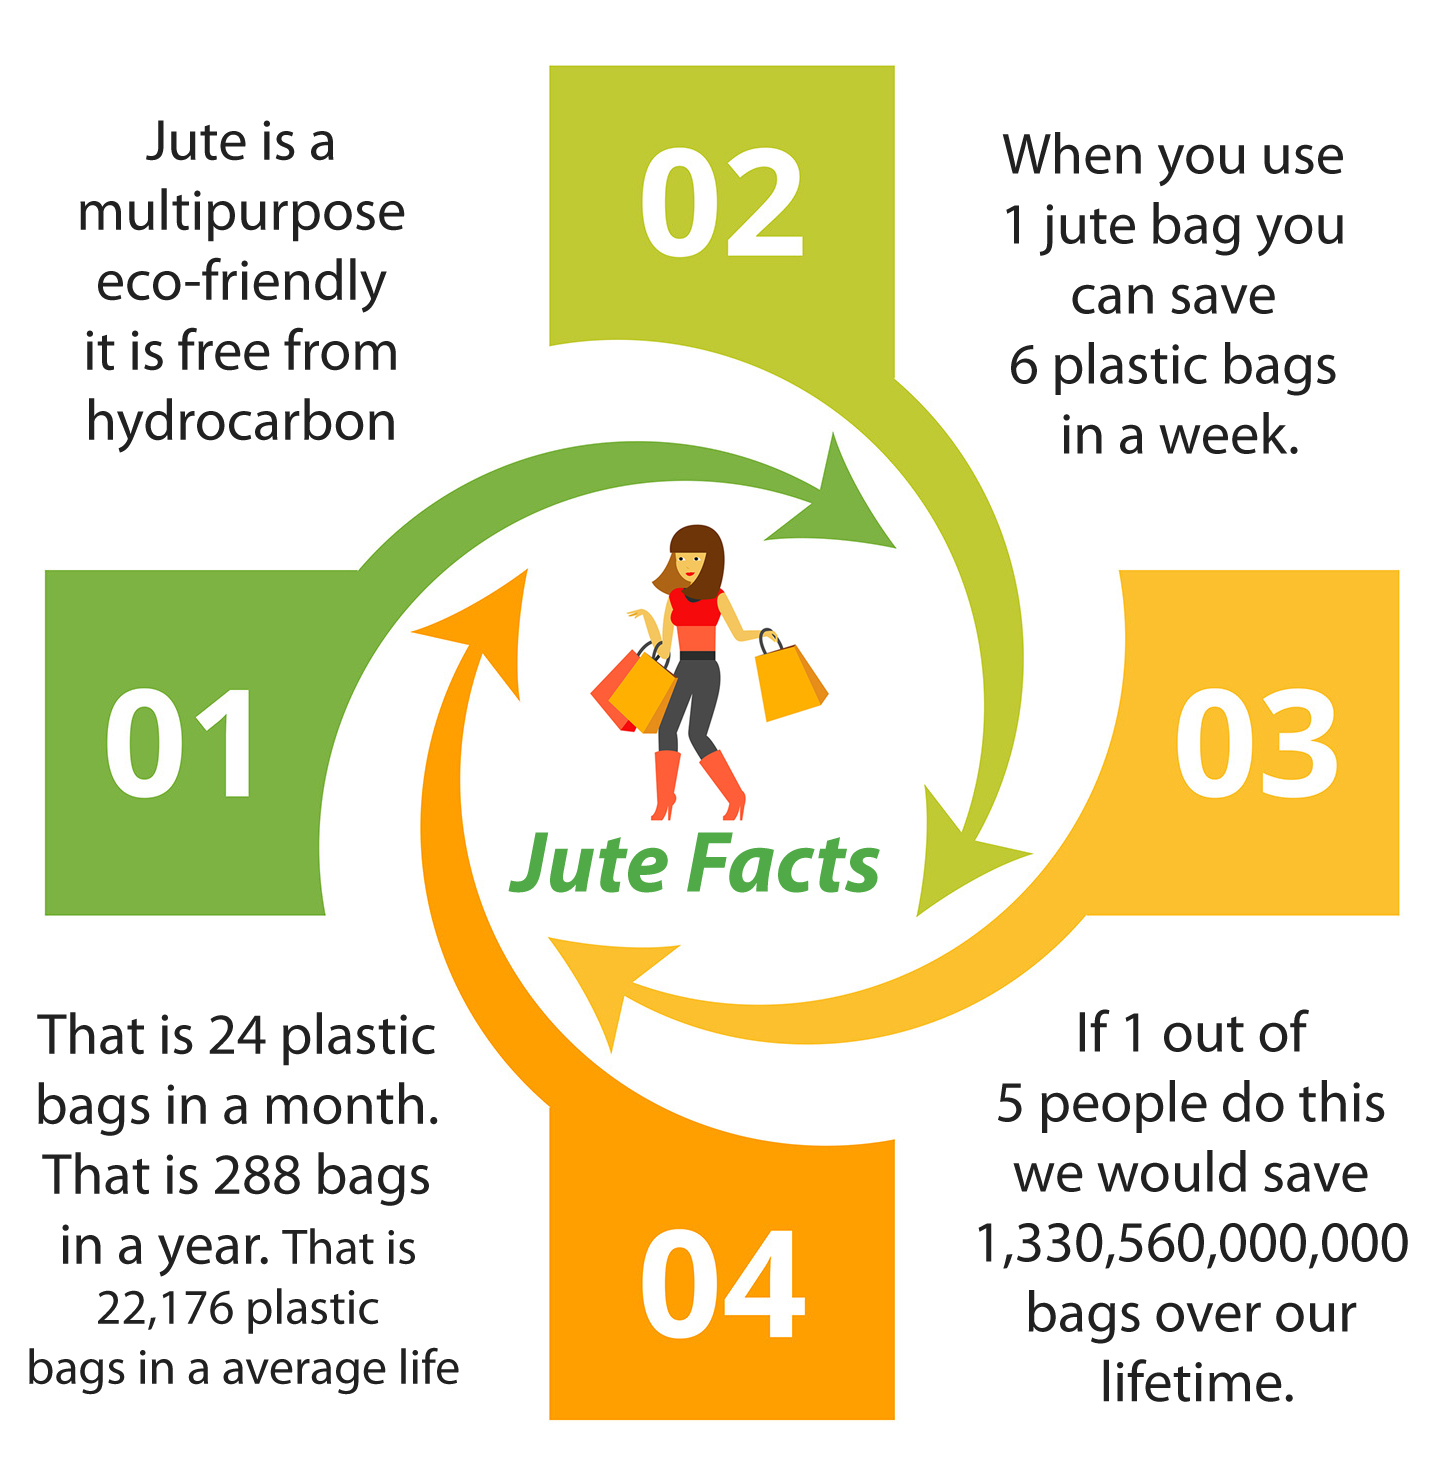 01
Jute is a
multipurpose
eco-friendly
it is free from
hydrocarbon
02
When you use
1 jute bag you
can save
6 plastic bags
in a week.
03
If 1 out of
5 people do this
we would save
1,330,560,000,000
bags over our
lifetime.
04
That is 24 plastic
bags in a month.
That is 288 bags
in a year. That is
22,176 plastic
bags in a average life
Jute Facts